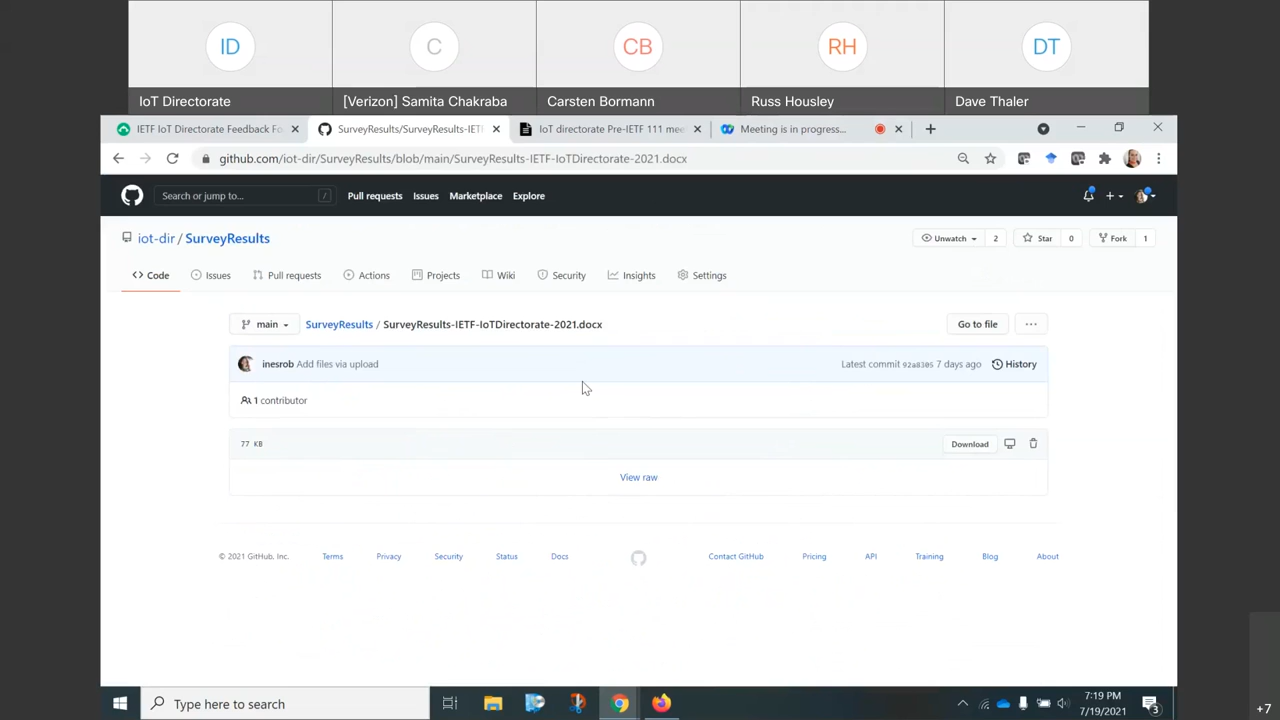 ID
C
CB
RH
DT
IoT Directorate
[Verizon] Samita Chakraba
Carsten Bormann
Russ Housley
Dave Thaler
IETF IoT Directorate Feedback Fo
SurveyResults/SurveyResults-IET
IoT directorate Pre-IETF 111 mee
Meeting is in progress...
github.com/iot-dir/SurveyResults/blob/main/SurveyResults-IETF-IoTDirectorate-2021.docx
Search or jump to...
/
Pull requests
Issues
Marketplace
Explore
iot-dir / SurveyResults
Unwatch
2
Star
0
Fork
1
Code
Issues
Pull requests
Actions
Projects
Wiki
Security
Insights
Settings
main
SurveyResults / SurveyResults-IETF-IoTDirectorate-2021.docx
Go to file
...
inesrob Add files via upload
Latest commit 92a8305 7 days ago
History
1 contributor
77 KB
Download
View raw
© 2021 GitHub, Inc.
Terms
Privacy
Security
Status
Docs
Contact GitHub
Pricing
API
Training
Blog
About
Type here to search
7:19 PM
7/19/2021
3
+7